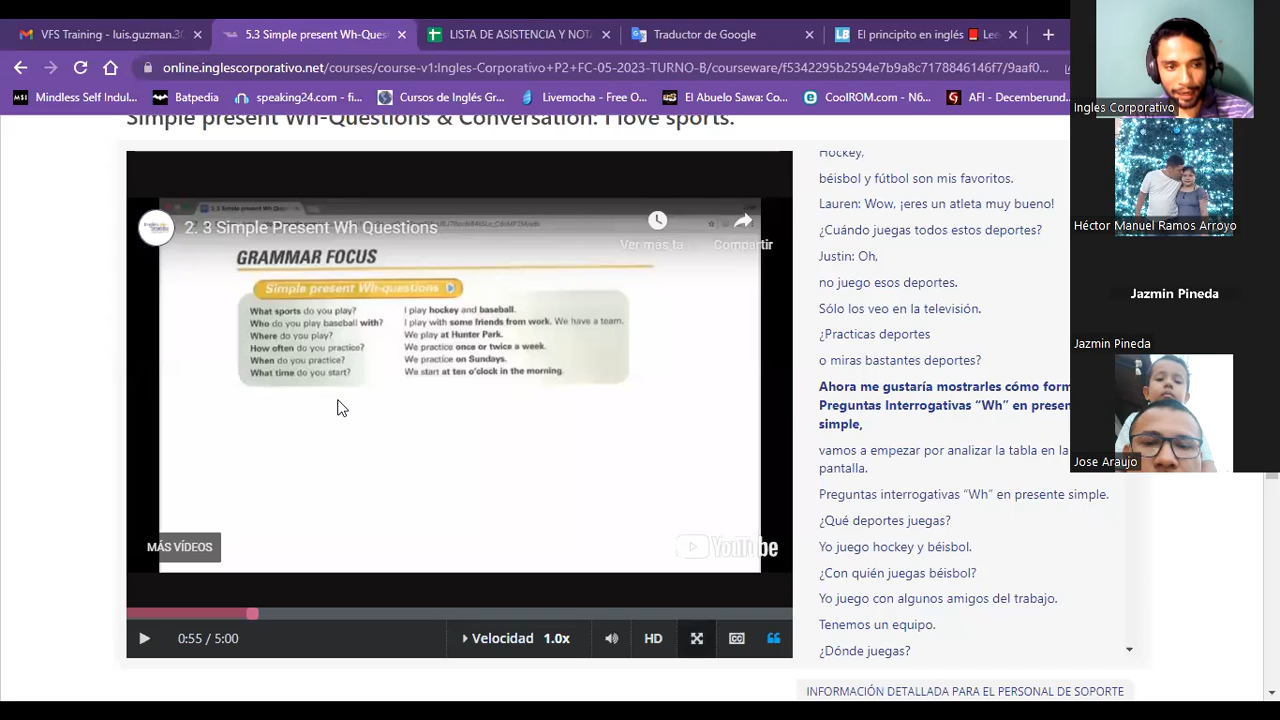 VFS Training - luis.guzman.30
5.3 Simple present Wh-Ques
LISTA DE ASISTENCIA Y NOTA
Traductor de Google
El principito en inglés
Lee
online.inglescorporativo.net/courses/course-v1:Ingles-Corporativo+P2+FC-05-2023-TURNO-B/courseware/f5342295b2594e7b9a8c7178846146f7/9aaf0...
Mindless Self Indul...
Batpedia
speaking24.com - fi...
Cursos de Inglés Gr...
Livemocha - Free O...
El Abuelo Sawa: Co...
CoolROM.com - N6...
AFI - Decemberund...
Ingles Corporativo
Simple present Wh-Questions & Conversation: I love sports.
2. 3 Simple Present Wh Questions
Ver más ta...
Compartir
GRAMMAR FOCUS
Simple present Wh-questions
What sports do you play? I play hockey and baseball.
Who do you play baseball with? I play with some friends from work. We have a team.
Where do you play? We play at Hunter Park.
How often do you practice? We practice once or twice a week.
When do you practice? We practice on Sundays.
What time do you start? We start at ten o'clock in the morning.
MÁS VÍDEOS
YouTube
0:55 / 5:00
Velocidad 1.0x
HD
Hockey,
béisbol y fútbol son mis favoritos.
Lauren: Wow, ¡eres un atleta muy bueno!
¿Cuándo juegas todos estos deportes?
Justin: Oh,
no juego esos deportes.
Sólo los veo en la televisión.
¿Practicas deportes
o miras bastantes deportes?
Ahora me gustaría mostrarles cómo form
Preguntas Interrogativas “Wh” en presen
simple,
vamos a empezar por analizar la tabla en la
pantalla.
Preguntas interrogativas “Wh” en presente simple.
¿Qué deportes juegas?
Yo juego hockey y béisbol.
¿Con quién juegas béisbol?
Yo juego con algunos amigos del trabajo.
Tenemos un equipo.
¿Dónde juegas?
INFORMACIÓN DETALLADA PARA EL PERSONAL DE SOPORTE
Héctor Manuel Ramos Arroyo
Jazmin Pineda
Jazmin Pineda
Jose Araujo